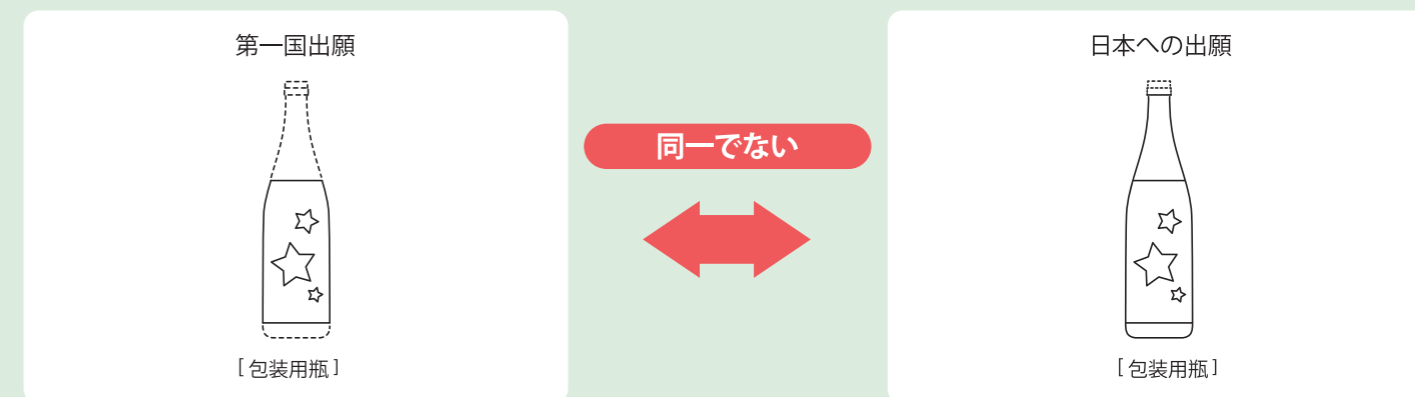 第一国出願
日本への出願
同一でない
[ 包装用瓶 ]
[ 包装用瓶 ]